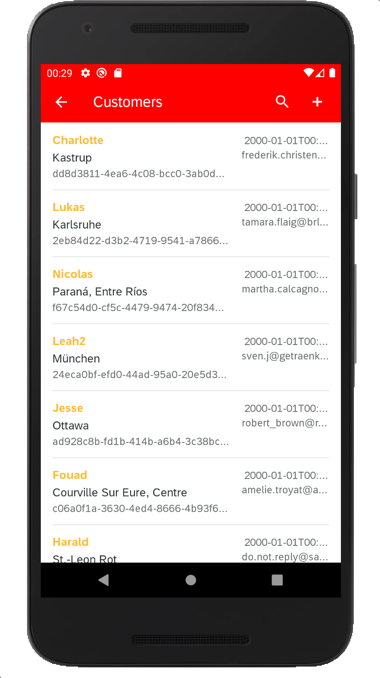 00:29
Customers
Charlotte 2000-01-01T00:...
Kastrup frederik.christen...
dd8d3811-4ea6-4c08-bcc0-3ab0d...
Lukas 2000-01-01T00:...
Karlsruhe tamara.flaig@brl...
2eb84d22-d3b2-4719-9541-a7866...
Nicolas 2000-01-01T00:...
Paraná, Entre Ríos martha.calcagno...
f67c54d0-cf5c-4479-9474-20f834...
Leah2 2000-01-01T00:...
München sven.j@getraenk...
24eca0bf-efd0-44ad-95a0-20e5d3...
Jesse 2000-01-01T00:...
Ottawa robert_brown@r...
ad928c8b-fd1b-414b-a6b4-3c38bc...
Fouad 2000-01-01T00:...
Courville Sur Eure, Centre amelie.troyat@a...
c06a0f1a-3630-4ed4-8666-4b93f6...
Harald 2000-01-01T00:...
St.-Leon Rot do.not.reply@sa...